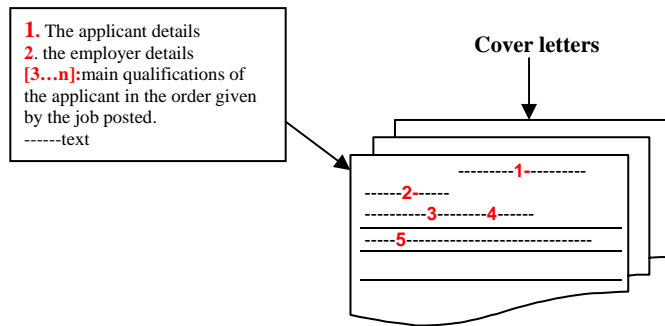 1. The applicant details
2. the employer details
[3…n]:main qualifications of
the applicant in the order given
by the job posted.
------text
Cover letters
---------1-----------
------2------
-----------3--------4------
-----5------------------------------